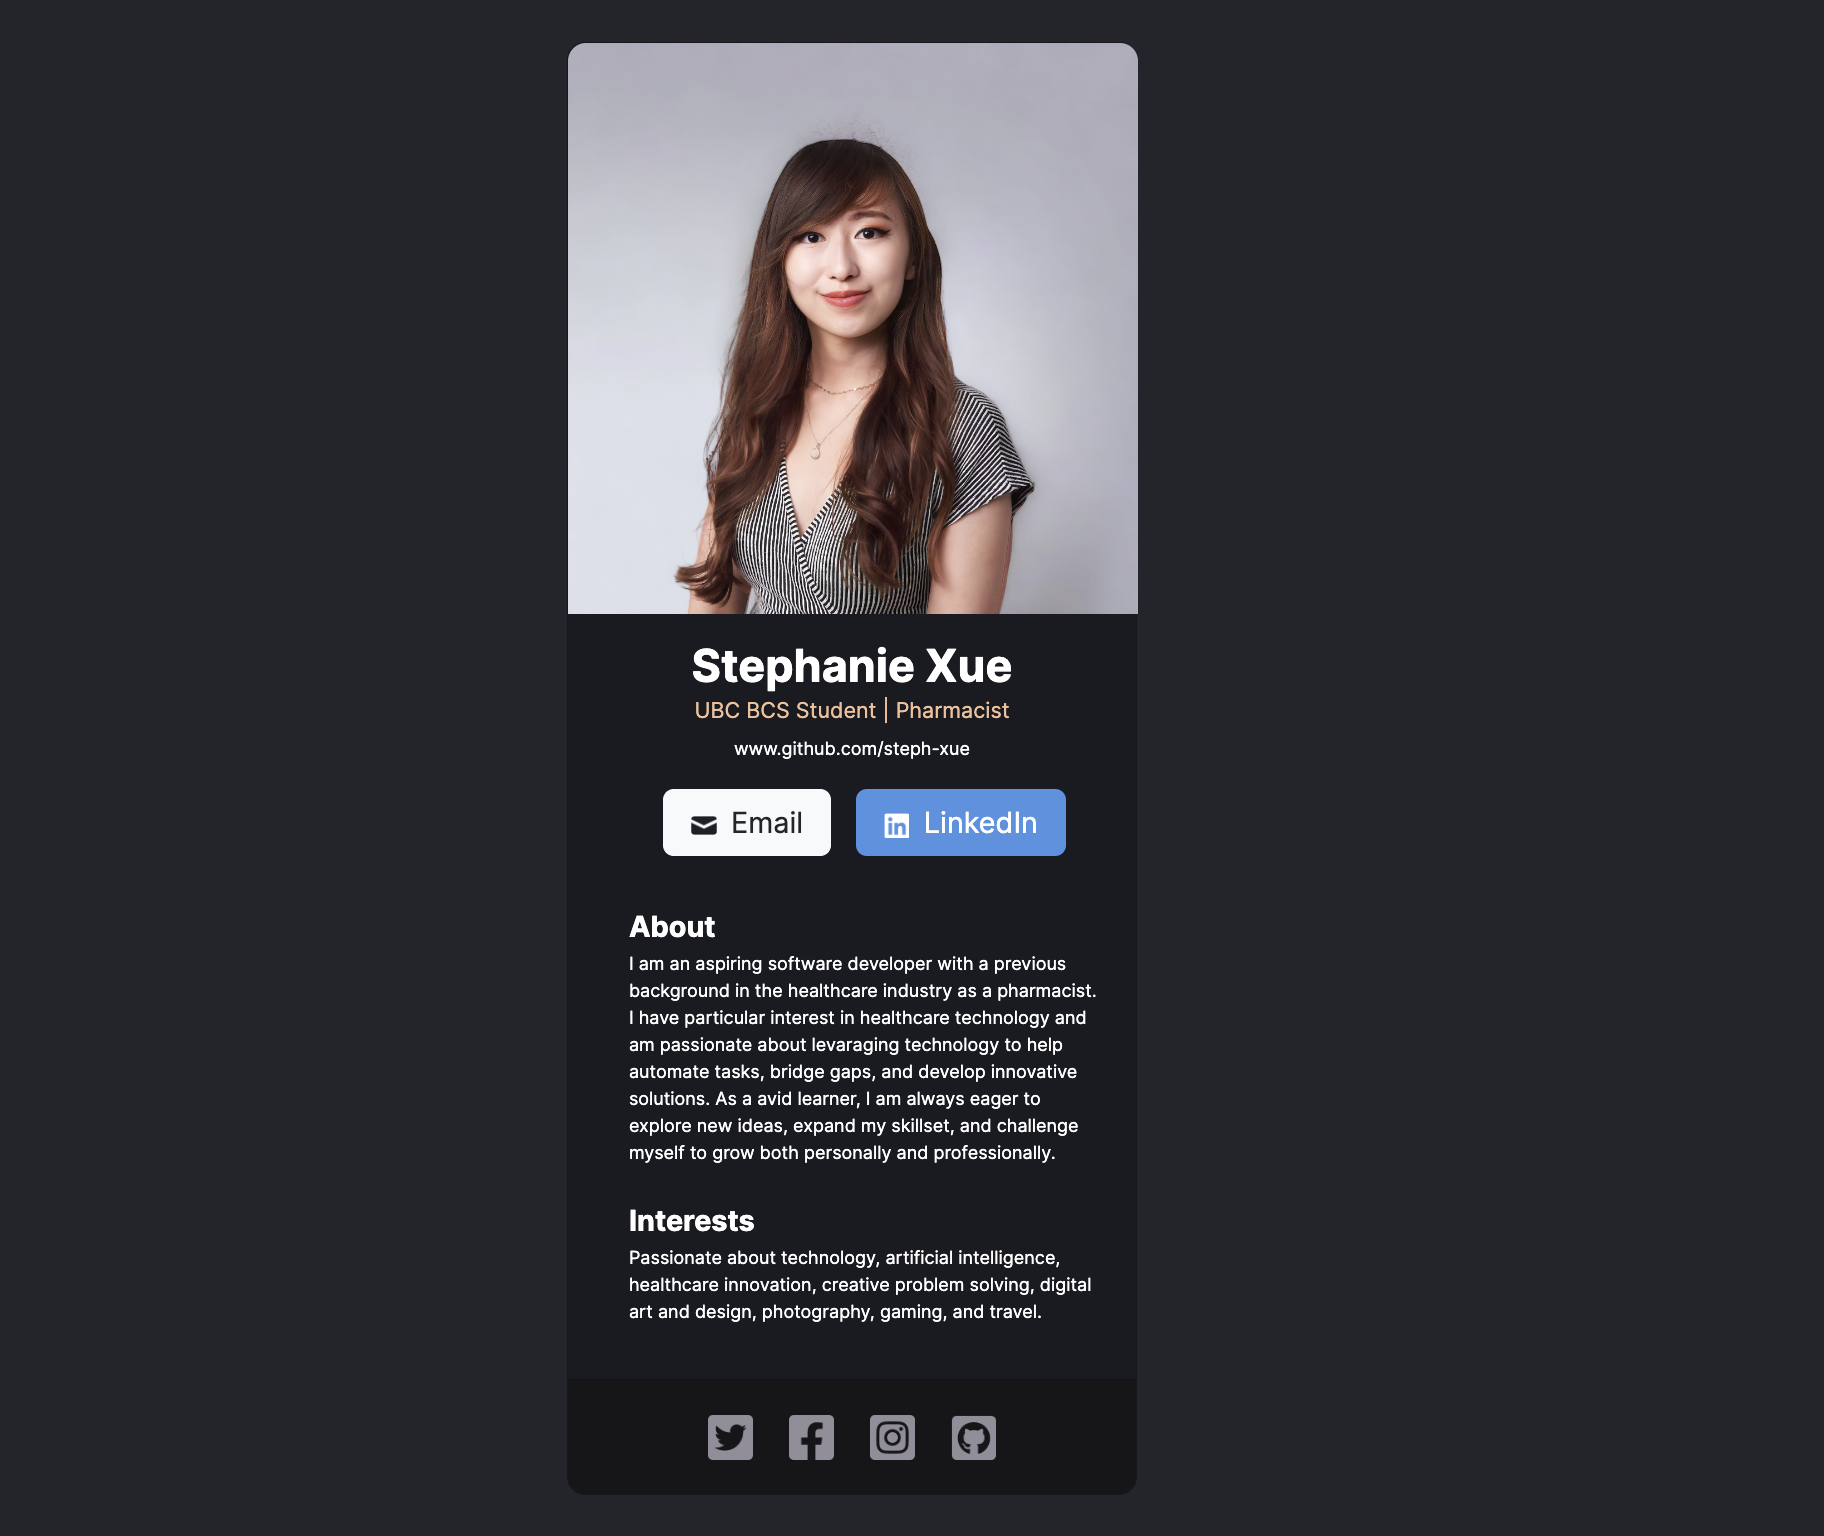 Stephanie Xue
UBC BCS Student | Pharmacist
www.github.com/steph-xue
Email
LinkedIn
About
I am an aspiring software developer with a previous
background in the healthcare industry as a pharmacist.
I have particular interest in healthcare technology and
am passionate about levaraging technology to help
automate tasks, bridge gaps, and develop innovative
solutions. As a avid learner, I am always eager to
explore new ideas, expand my skillset, and challenge
myself to grow both personally and professionally.
Interests
Passionate about technology, artificial intelligence,
healthcare innovation, creative problem solving, digital
art and design, photography, gaming, and travel.